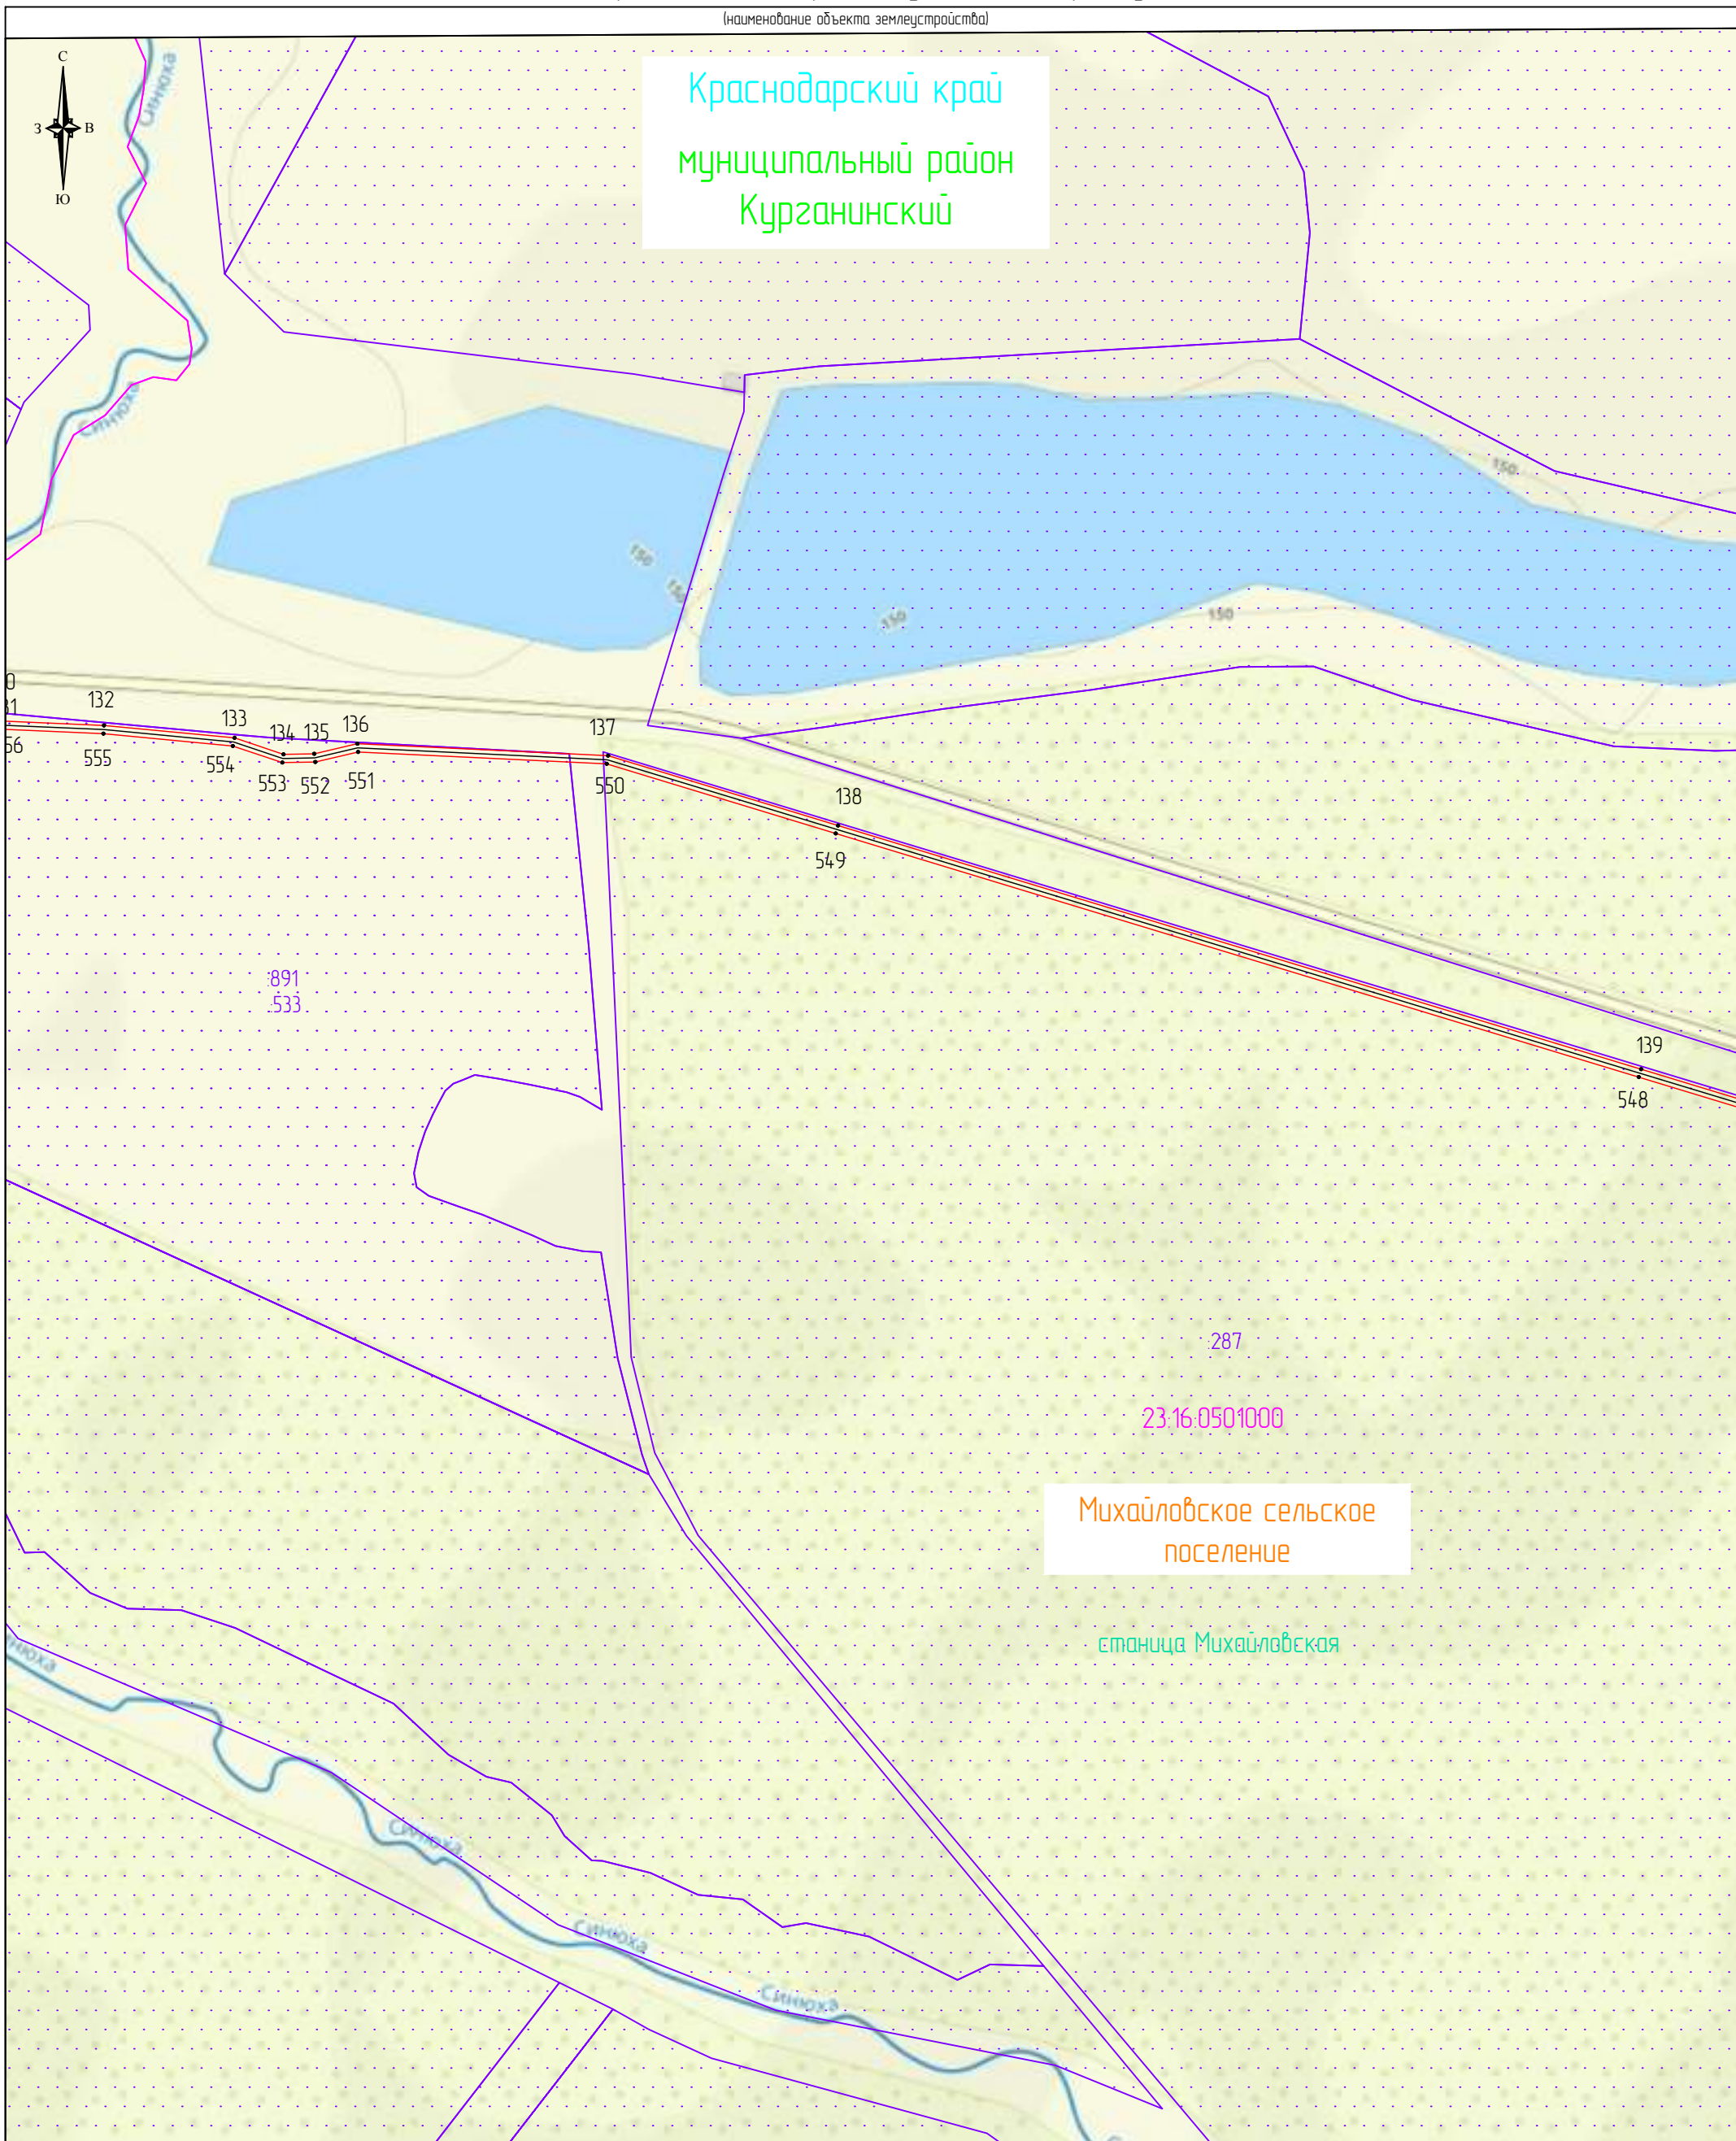 (наименование объекта землеустройства)
С
З
В
Ю
Синюха
Краснодарский край
муниципальный район
Курганинский
Синюха
150
150
150
150
150
132
133
134
135
136
137
138
139
555
554
553
552
551
550
549
548
:891
:533
:287
23:16:0501000
Михайловское сельское
поселение
станица Михайловская
Синюха
Синюха
Синюха